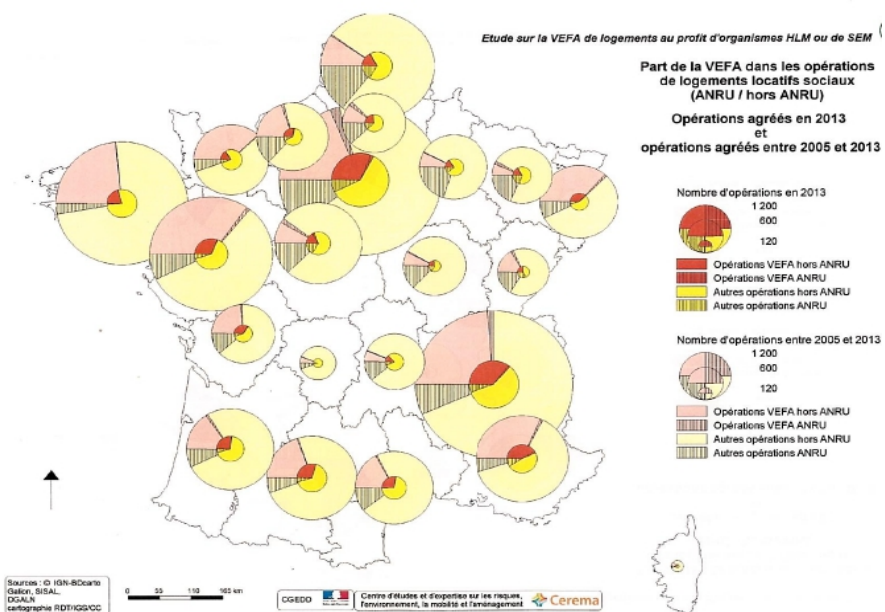 Etude sur la VEFA de logements au profit d'organismes HLM ou de SEM
Part de la VEFA dans les opérations
de logements locatifs sociaux
(ANRU / hors ANRU)
Opérations agréés en 2013
et
opérations agréés entre 2005 et 2013
Nombre d'opérations en 2013
1 200
600
120
Opérations VEFA hors ANRU
Opérations VEFA ANRU
Autres opérations hors ANRU
Autres opérations ANRU
Nombre d'opérations entre 2005 et 2013
1 200
600
120
Opérations VEFA hors ANRU
Opérations VEFA ANRU
Autres opérations hors ANRU
Autres opérations ANRU
Sources : © IGN-BDcarto
Galion, SISAL,
DGALN
cartographie RDT/IGS/CC
0 55 110 165 km
CGEDD
Centre d'études et d'expertise sur les risques,
l'environnement, la mobilité et l'aménagement
Cerema